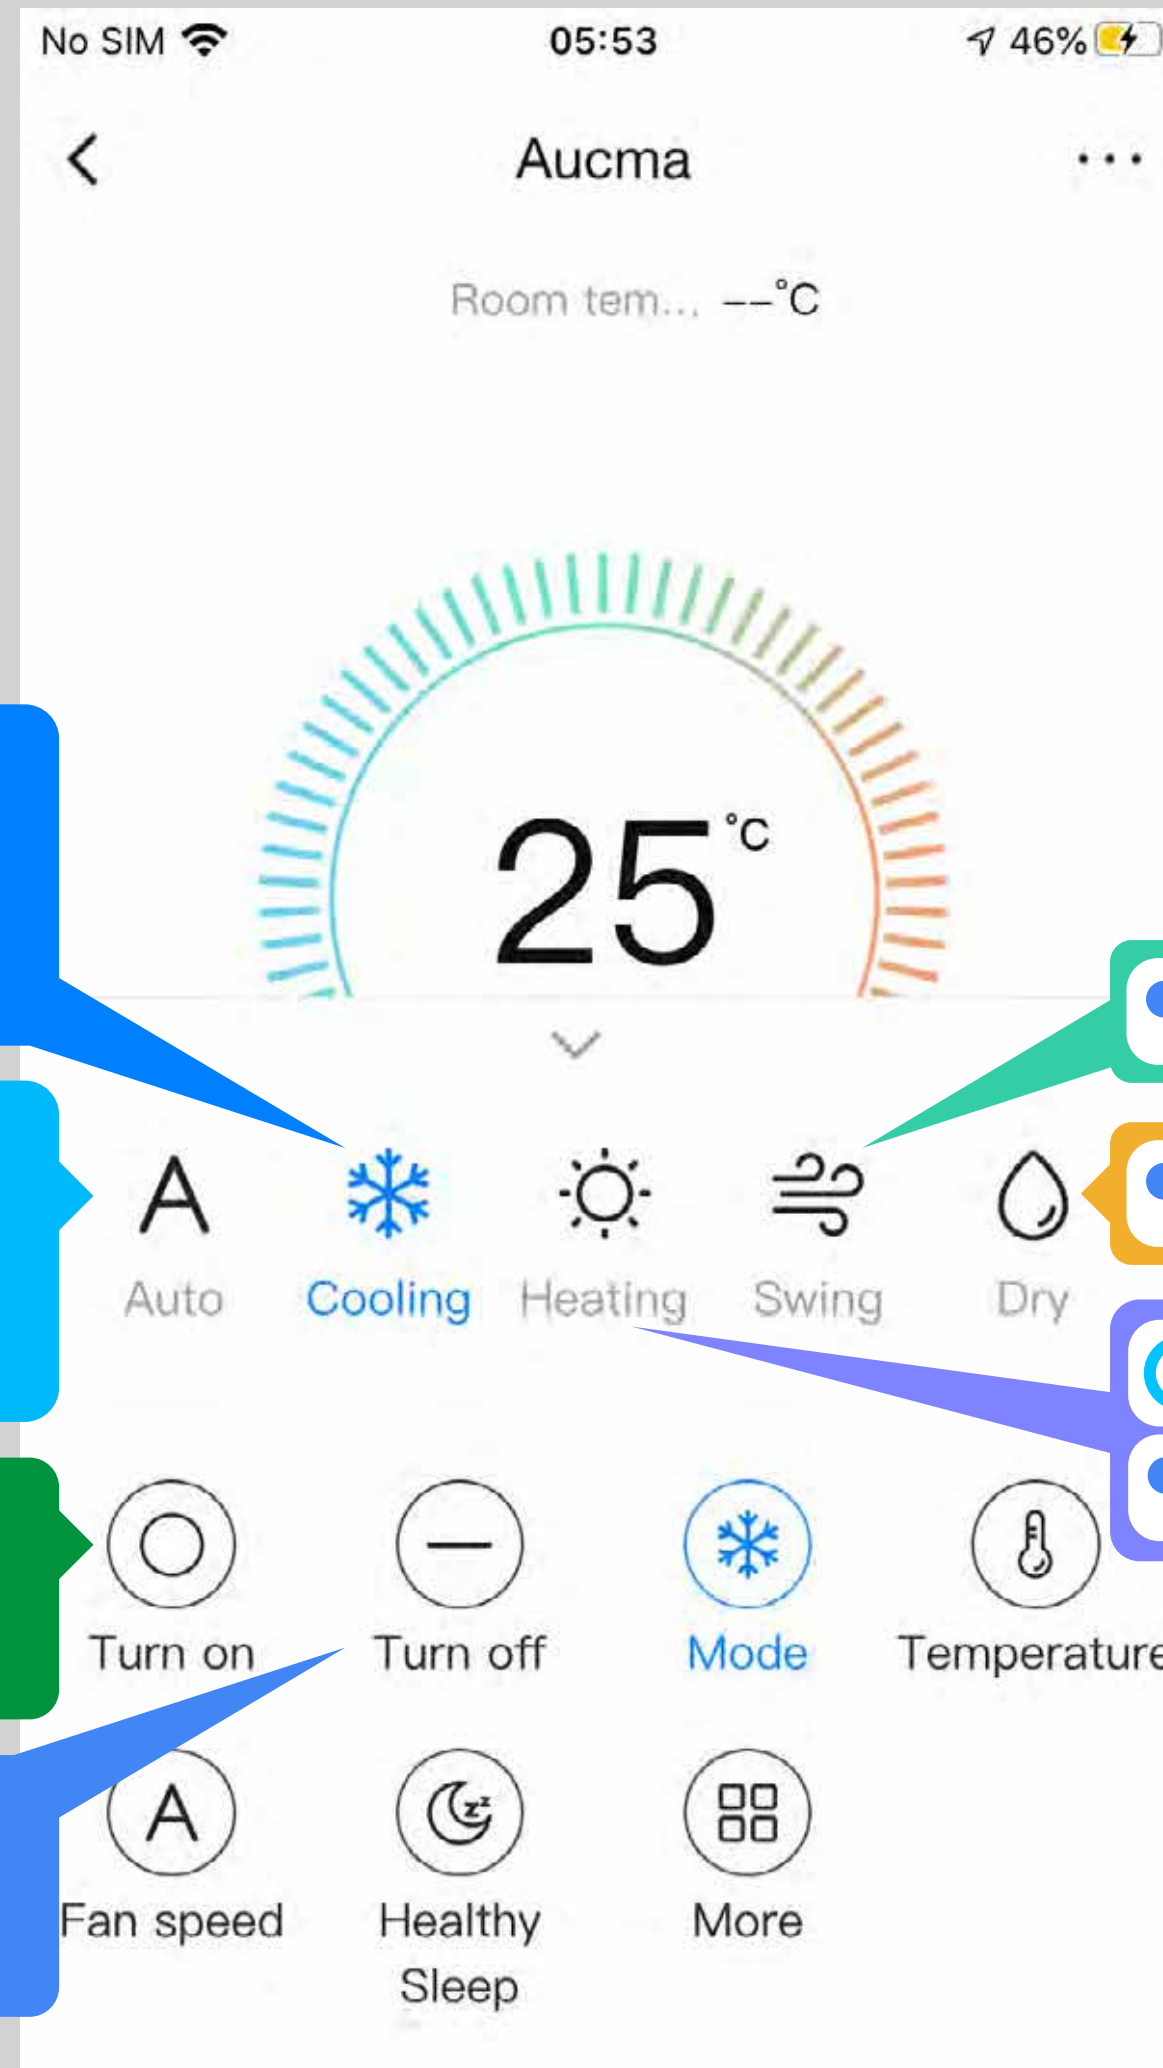 No SIM 05:53 46%
Aucma
Room tem... --°C
25°C
Auto Cooling Heating Swing Dry
Turn on Turn off Mode Temperature
Fan speed Healthy Sleep More